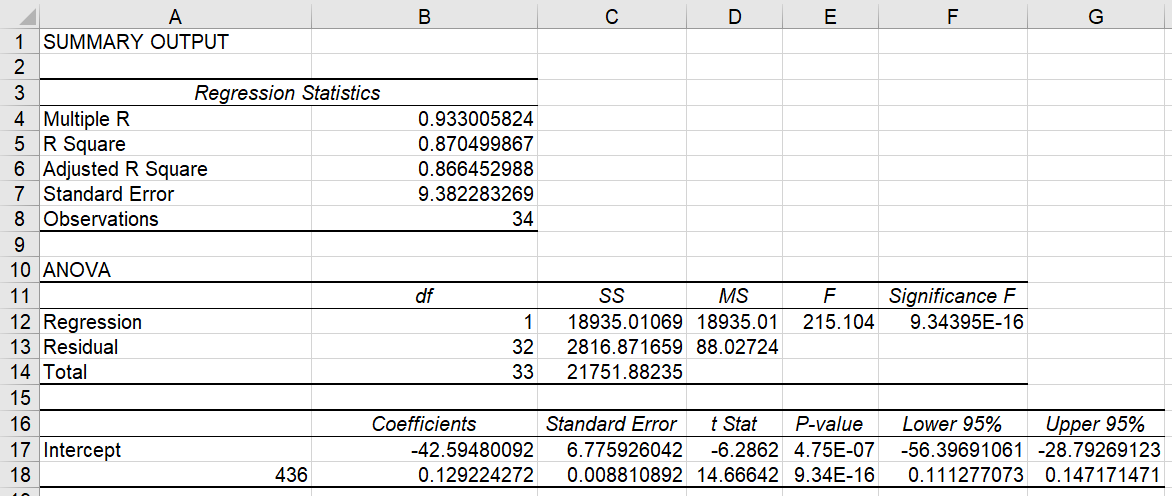 A B C D E F G
1 SUMMARY OUTPUT
2
3 Regression Statistics
4 Multiple R 0.933005824
5 R Square 0.870499867
6 Adjusted R Square 0.866452988
7 Standard Error 9.382283269
8 Observations 34
9
10 ANOVA
11 df SS MS F Significance F
12 Regression 1 18935.01069 18935.01 215.104 9.34395E-16
13 Residual 32 2816.871659 88.02724
14 Total 33 21751.88235
15
16 Coefficients Standard Error t Stat P-value Lower 95% Upper 95%
17 Intercept -42.59480092 6.775926042 -6.2862 4.75E-07 -56.39691061 -28.79269123
18 436 0.129224272 0.008810892 14.66642 9.34E-16 0.111277073 0.147171471